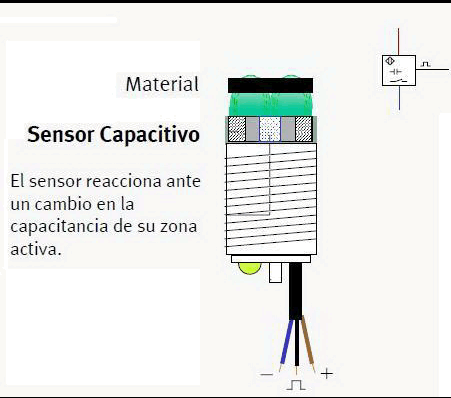 Material
Sensor Capacitivo
El sensor reacciona ante
un cambio en la
capacitancia de su zona
activa.
− +